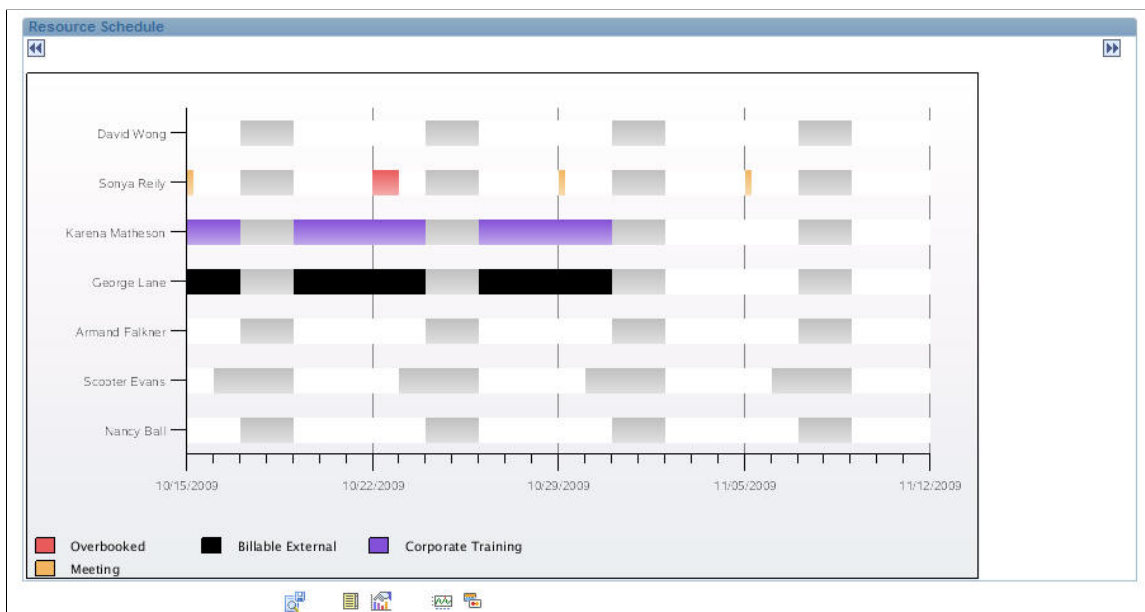 Resource Schedule
David Wong
Sonya Reily
Karena Matheson
George Lane
Armand Falkner
Scooter Evans
Nancy Ball
10/15/2009 10/22/2009 10/29/2009 11/05/2009 11/12/2009
Overbooked Billable External Corporate Training
Meeting